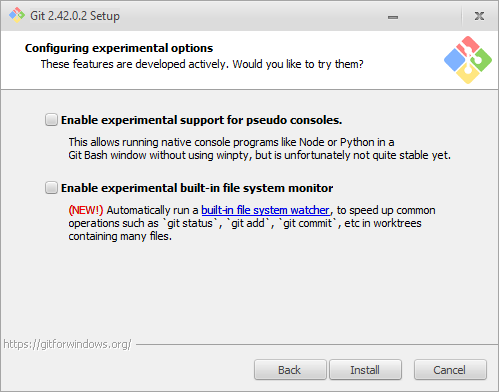 Git 2.42.0.2 Setup
Configuring experimental options
These features are developed actively. Would you like to try them?
Enable experimental support for pseudo consoles.
This allows running native console programs like Node or Python in a
Git Bash window without using winpty, but is unfortunately not quite stable yet.
Enable experimental built-in file system monitor
(NEW!) Automatically run a built-in file system watcher, to speed up common
operations such as `git status`, `git add`, `git commit`, etc in worktrees
containing many files.
https://gitforwindows.org/
Back Install Cancel